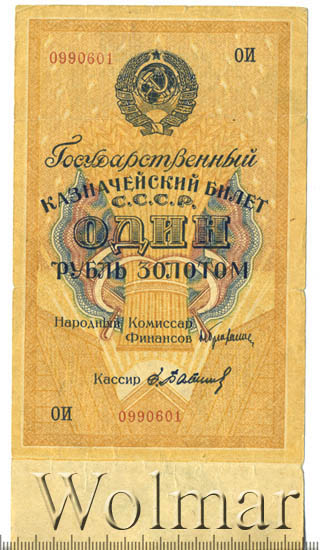 0990601 ОИ
Государственный
КАЗНАЧЕЙСКИЙ БИЛЕТ
С.С.С.Р.
ОДИН
РУБЛЬ ЗОЛОТОМ
Народный Комиссар
Финансов
Кассир
ОИ 0990601
Wolmar